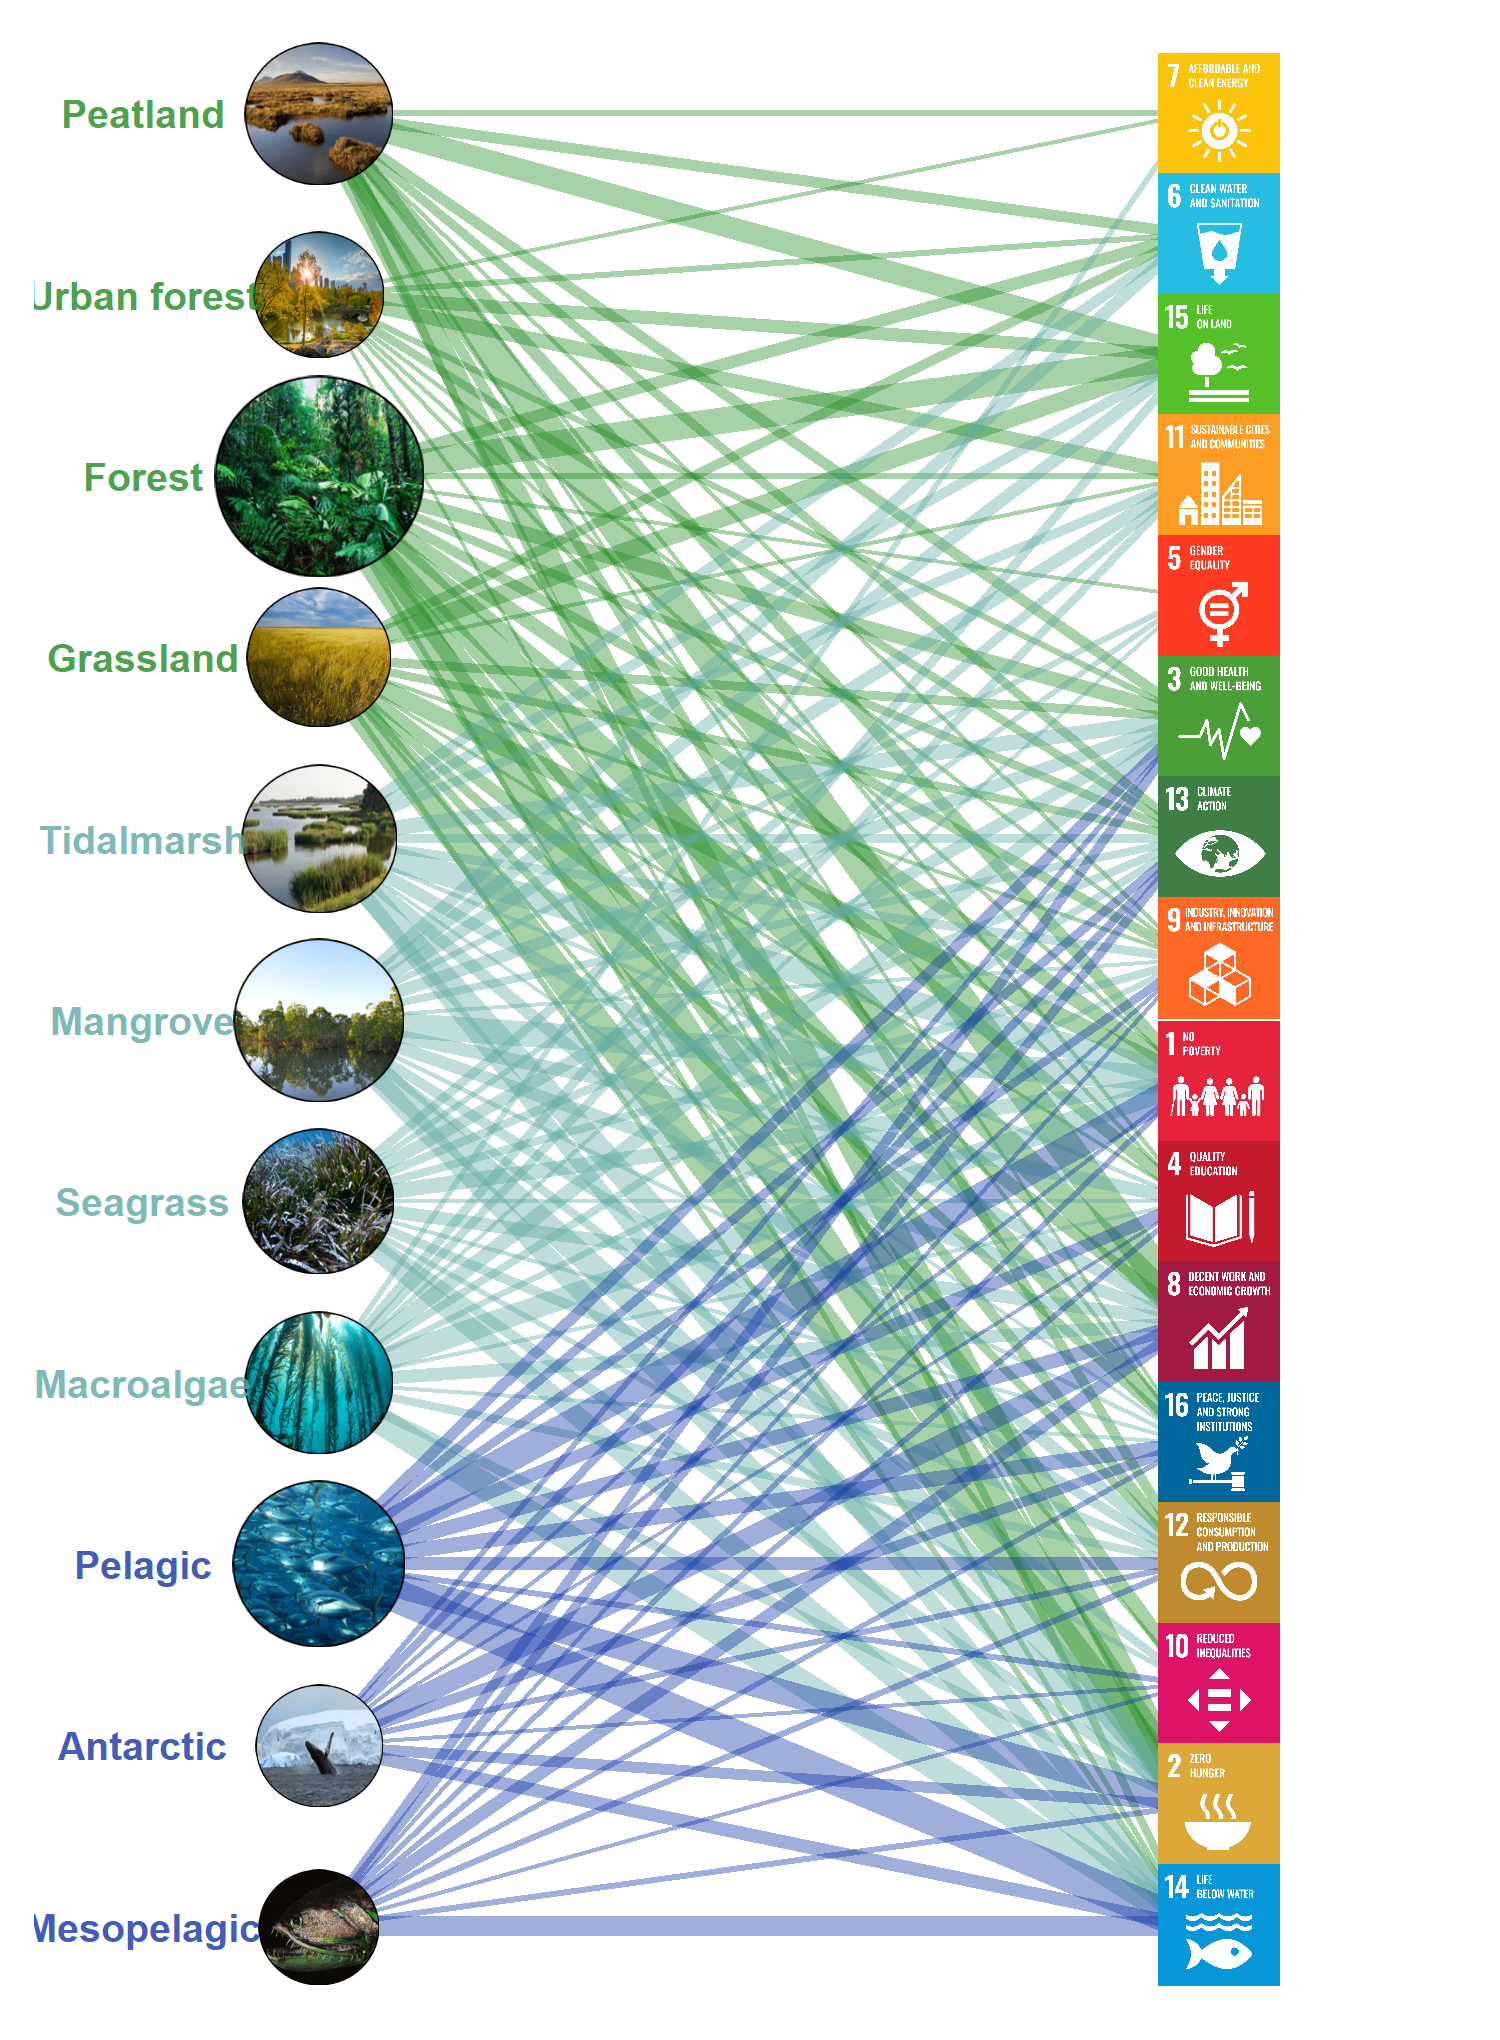 Peatland
Urban forest
Forest
Grassland
Tidalmarsh
Mangrove
Seagrass
Macroalgae
Pelagic
Antarctic
Mesopelagic
7 AFFORDABLE AND
CLEAN ENERGY
6 CLEAN WATER
AND SANITATION
15 LIFE
ON LAND
11 SUSTAINABLE CITIES
AND COMMUNITIES
5 GENDER
EQUALITY
3 GOOD HEALTH
AND WELL-BEING
13 CLIMATE
ACTION
9 INDUSTRY, INNOVATION
AND INFRASTRUCTURE
1 NO
POVERTY
4 QUALITY
EDUCATION
8 DECENT WORK AND
ECONOMIC GROWTH
16 PEACE, JUSTICE
AND STRONG
INSTITUTIONS
12 RESPONSIBLE
CONSUMPTION
AND PRODUCTION
10 REDUCED
INEQUALITIES
2 ZERO
HUNGER
14 LIFE
BELOW WATER